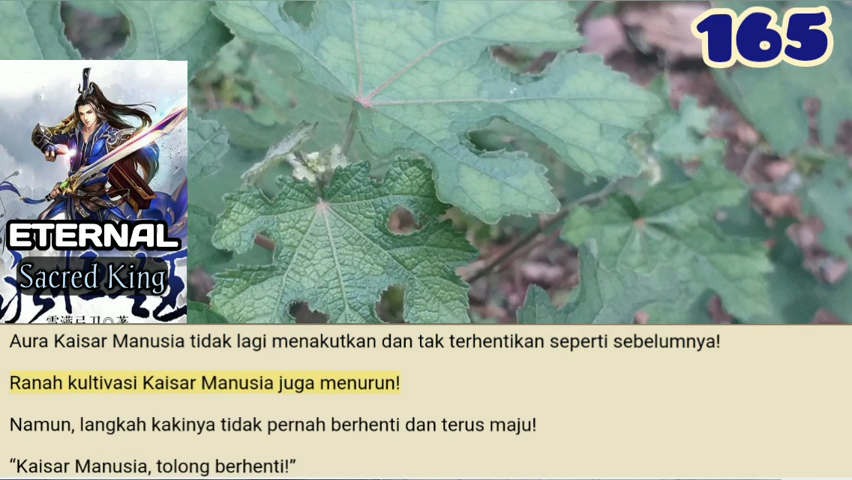 165
ETERNAL
Sacred King
Aura Kaisar Manusia tidak lagi menakutkan dan tak terhentikan seperti sebelumnya!
Ranah kultivasi Kaisar Manusia juga menurun!
Namun, langkah kakinya tidak pernah berhenti dan terus maju!
“Kaisar Manusia, tolong berhenti!”